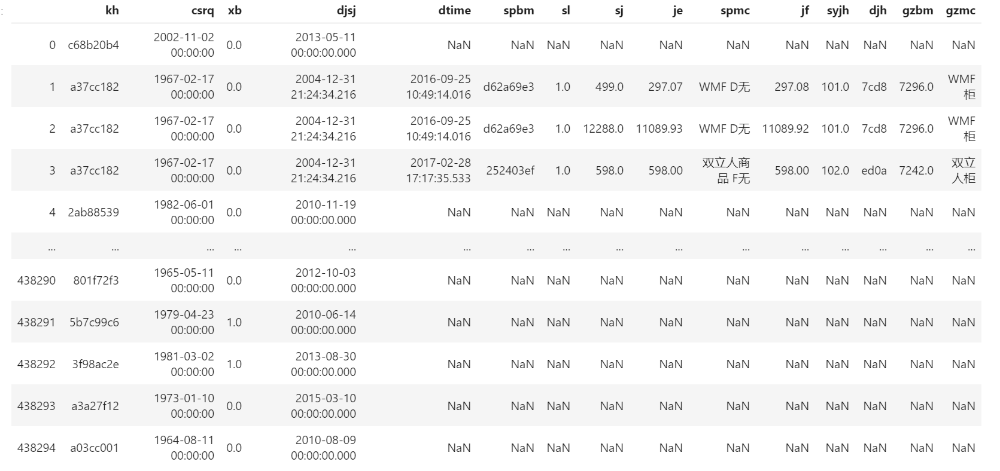 kh csrq xb djsj dtime spbm sl sj je spmc jf syjh djh gzbm gzmc
0 c68b20b4 2002-11-02 00:00:00 0.0 2013-05-11 00:00:00.000 NaN NaN NaN NaN NaN NaN NaN NaN NaN NaN NaN
1 a37cc182 1967-02-17 00:00:00 0.0 2004-12-31 21:24:34.216 2016-09-25 10:49:14.016 d62a69e3 1.0 499.0 297.07 WMF D无 297.08 101.0 7cd8 7296.0 WMF柜
2 a37cc182 1967-02-17 00:00:00 0.0 2004-12-31 21:24:34.216 2016-09-25 10:49:14.016 d62a69e3 1.0 12288.0 11089.93 WMF D无 11089.92 101.0 7cd8 7296.0 WMF柜
3 a37cc182 1967-02-17 00:00:00 0.0 2004-12-31 21:24:34.216 2017-02-28 17:17:35.533 252403ef 1.0 598.0 598.00 双立人商品 F无 598.00 102.0 ed0a 7242.0 双立人柜
4 2ab88539 1982-06-01 00:00:00 0.0 2010-11-19 00:00:00.000 NaN NaN NaN NaN NaN NaN NaN NaN NaN NaN NaN
... ... ... ... ... ... ... ... ... ... ... ... ... ... ... ...
438290 801f72f3 1965-05-11 00:00:00 0.0 2012-10-03 00:00:00.000 NaN NaN NaN NaN NaN NaN NaN NaN NaN NaN NaN
438291 5b7c99c6 1979-04-23 00:00:00 1.0 2010-06-14 00:00:00.000 NaN NaN NaN NaN NaN NaN NaN NaN NaN NaN NaN
438292 3f98ac2e 1981-03-02 00:00:00 1.0 2013-08-30 00:00:00.000 NaN NaN NaN NaN NaN NaN NaN NaN NaN NaN NaN
438293 a3a27f12 1973-01-10 00:00:00 0.0 2015-03-10 00:00:00.000 NaN NaN NaN NaN NaN NaN NaN NaN NaN NaN NaN
438294 a03cc001 1964-08-11 00:00:00 0.0 2010-08-09 00:00:00.000 NaN NaN NaN NaN NaN NaN NaN NaN NaN NaN NaN